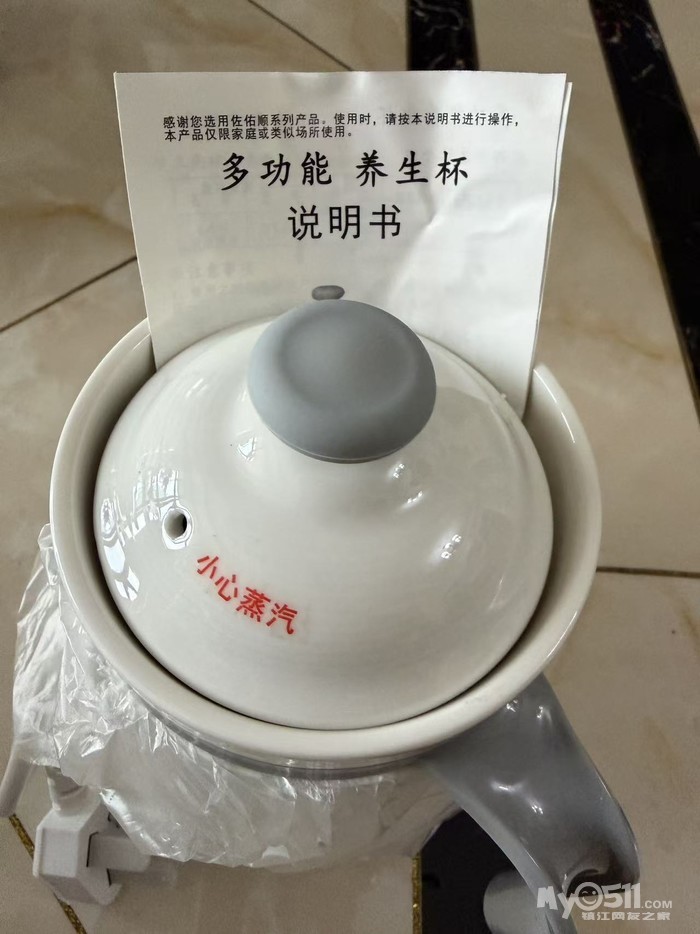 感谢您选用佐佑顺系列产品。使用时，请按本说明书进行操作，
本产品仅限家庭或类似场所使用。
多功能 养生杯
说明书
小心蒸汽
My0511.COM
镇江网友之家